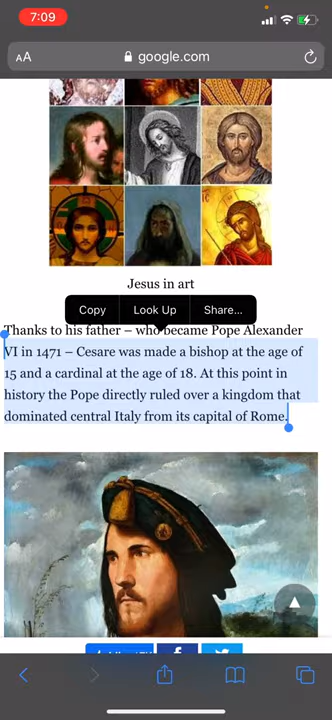 7:09
AA google.com
Jesus in art
Copy Look Up Share...
Thanks to his father – who became Pope Alexander
VI in 1471 – Cesare was made a bishop at the age of
15 and a cardinal at the age of 18. At this point in
history the Pope directly ruled over a kingdom that
dominated central Italy from its capital of Rome.